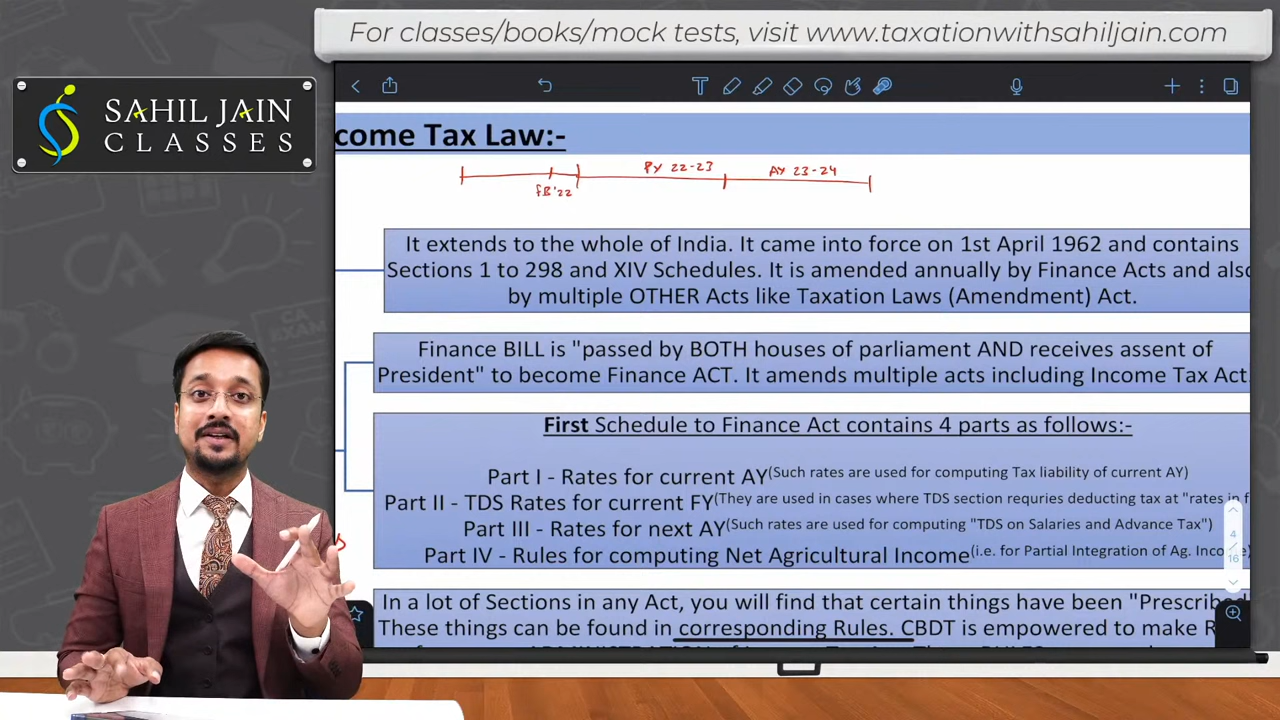 For classes/books/mock tests, visit www.taxationwithsahiljain.com
SAHIL JAIN
CLASSES
come Tax Law:-
PY 22-23
AY 23-24
FB'22
It extends to the whole of India. It came into force on 1st April 1962 and contains
Sections 1 to 298 and XIV Schedules. It is amended annually by Finance Acts and also
by multiple OTHER Acts like Taxation Laws (Amendment) Act.
Finance BILL is "passed by BOTH houses of parliament AND receives assent of
President" to become Finance ACT. It amends multiple acts including Income Tax Act.
First Schedule to Finance Act contains 4 parts as follows:-
Part I - Rates for current AY(Such rates are used for computing Tax liability of current AY)
Part II - TDS Rates for current FY(They are used in cases where TDS section requries deducting tax at "rates in f
Part III - Rates for next AY(Such rates are used for computing "TDS on Salaries and Advance Tax")
Part IV - Rules for computing Net Agricultural Income(i.e. for Partial Integration of Ag. Income)
4
16
In a lot of Sections in any Act, you will find that certain things have been "Prescribed
These things can be found in corresponding Rules. CBDT is empowered to make R